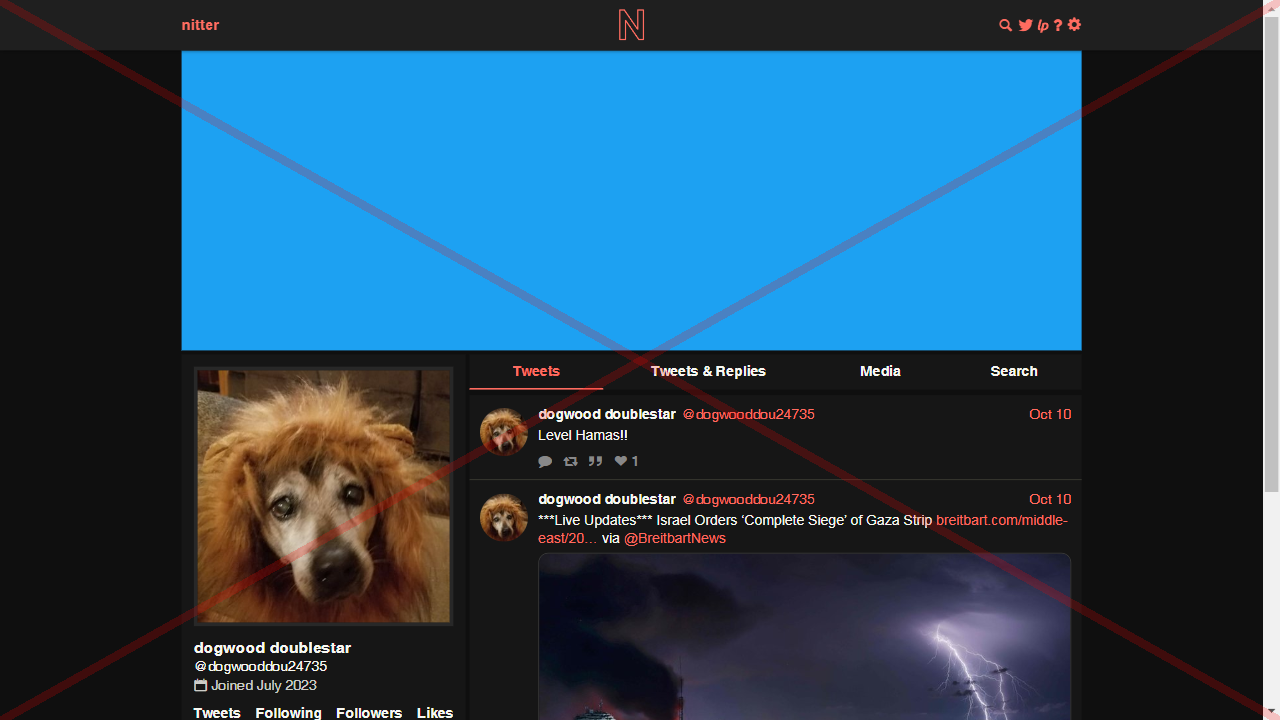 nitter
N
lp ?
Tweets Tweets & Replies Media Search
dogwood doublestar @dogwooddou24735 Oct 10
Level Hamas!!
1
dogwood doublestar @dogwooddou24735 Oct 10
***Live Updates*** Israel Orders ‘Complete Siege’ of Gaza Strip breitbart.com/middle-
east/20… via @BreitbartNews
dogwood doublestar
@dogwooddou24735
Joined July 2023
Tweets Following Followers Likes